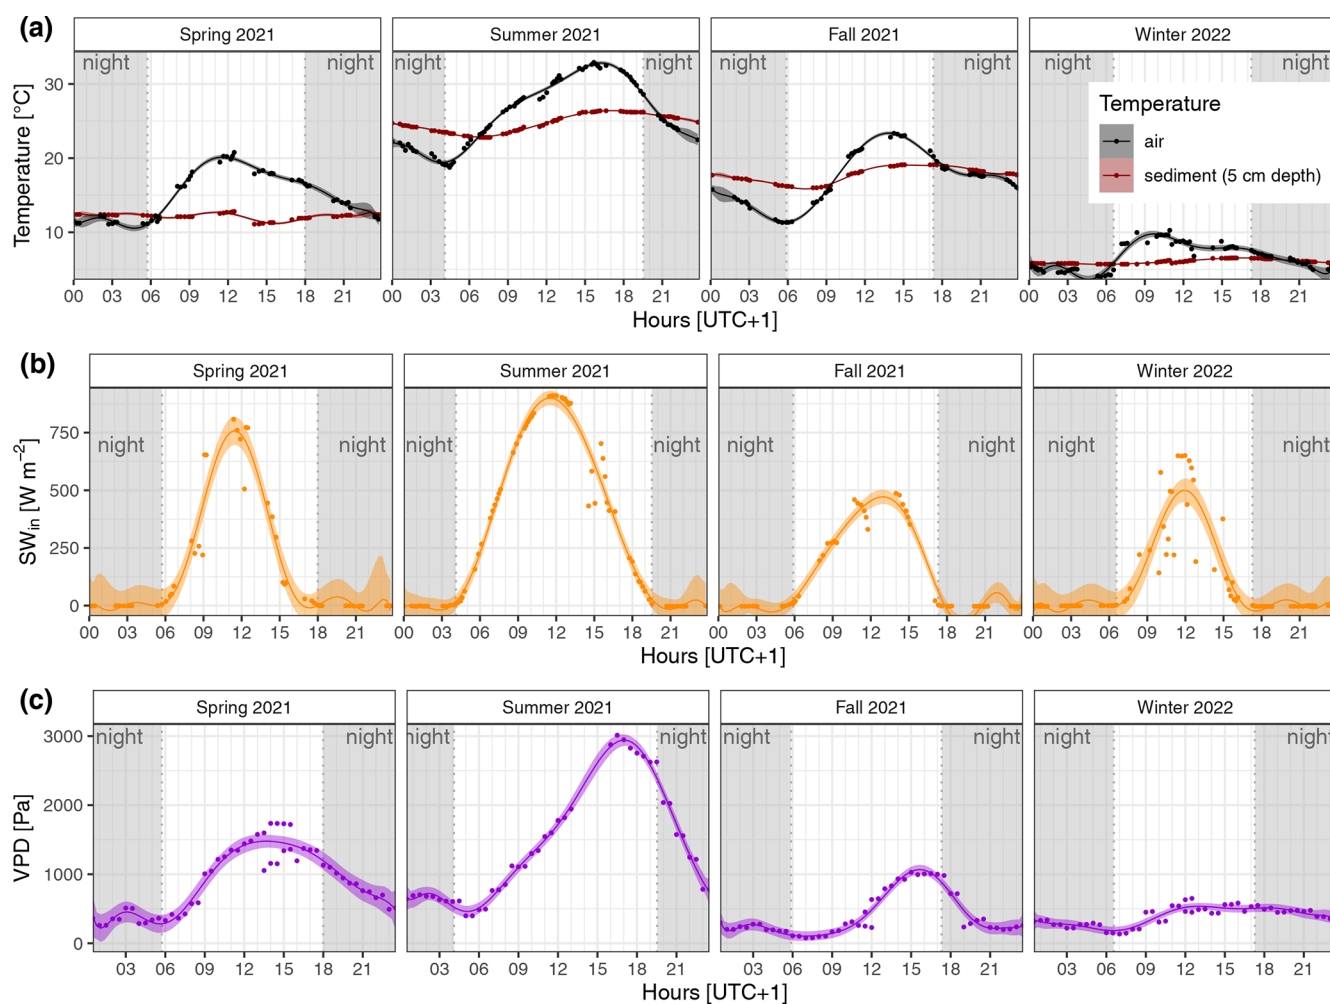 (a)
Spring 2021
Summer 2021
Fall 2021
Winter 2022
night
night
night
night
night
night
night
night
Temperature
air
sediment (5 cm depth)
Temperature [°C]
30
20
10
00 03 06 09 12 15 18 21
00 03 06 09 12 15 18 21
00 03 06 09 12 15 18 21
00 03 06 09 12 15 18 21
Hours [UTC+1]
(b)
Spring 2021
Summer 2021
Fall 2021
Winter 2022
night
night
night
night
night
night
night
night
SWin [W m−2]
750
500
250
0
00 03 06 09 12 15 18 21
00 03 06 09 12 15 18 21
00 03 06 09 12 15 18 21
00 03 06 09 12 15 18 21
Hours [UTC+1]
(c)
Spring 2021
Summer 2021
Fall 2021
Winter 2022
night
night
night
night
night
night
night
night
VPD [Pa]
3000
2000
1000
0
03 06 09 12 15 18 21
03 06 09 12 15 18 21
03 06 09 12 15 18 21
03 06 09 12 15 18 21
Hours [UTC+1]